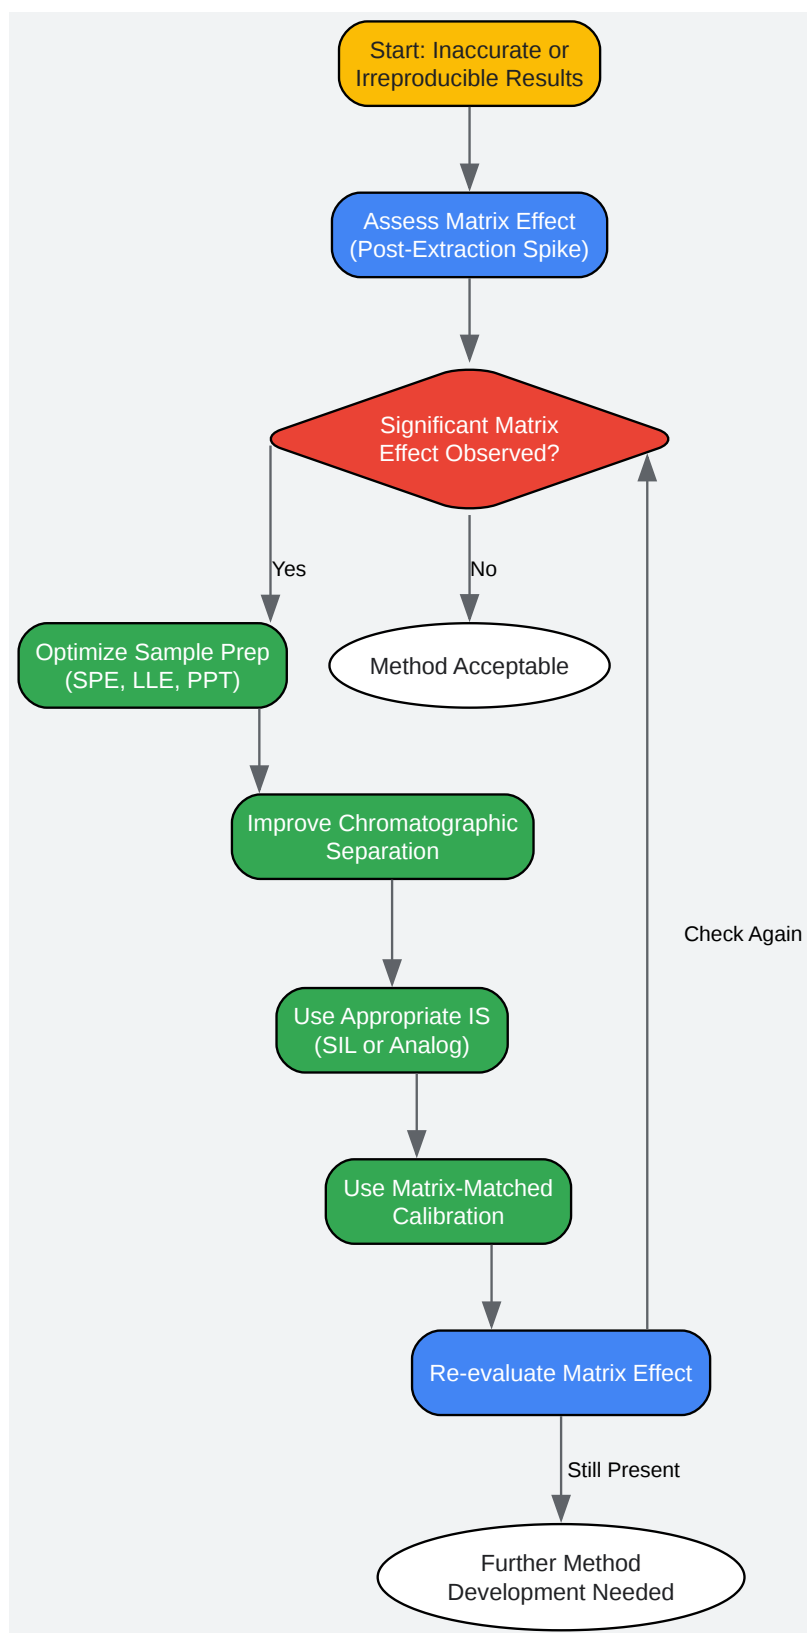 Start: Inaccurate or
Irreproducible Results
Assess Matrix Effect
(Post-Extraction Spike)
Significant Matrix
Effect Observed?
Yes
No
Optimize Sample Prep
(SPE, LLE, PPT)
Method Acceptable
Improve Chromatographic
Separation
Check Again
Use Appropriate IS
(SIL or Analog)
Use Matrix-Matched
Calibration
Re-evaluate Matrix Effect
Still Present
Further Method
Development Needed